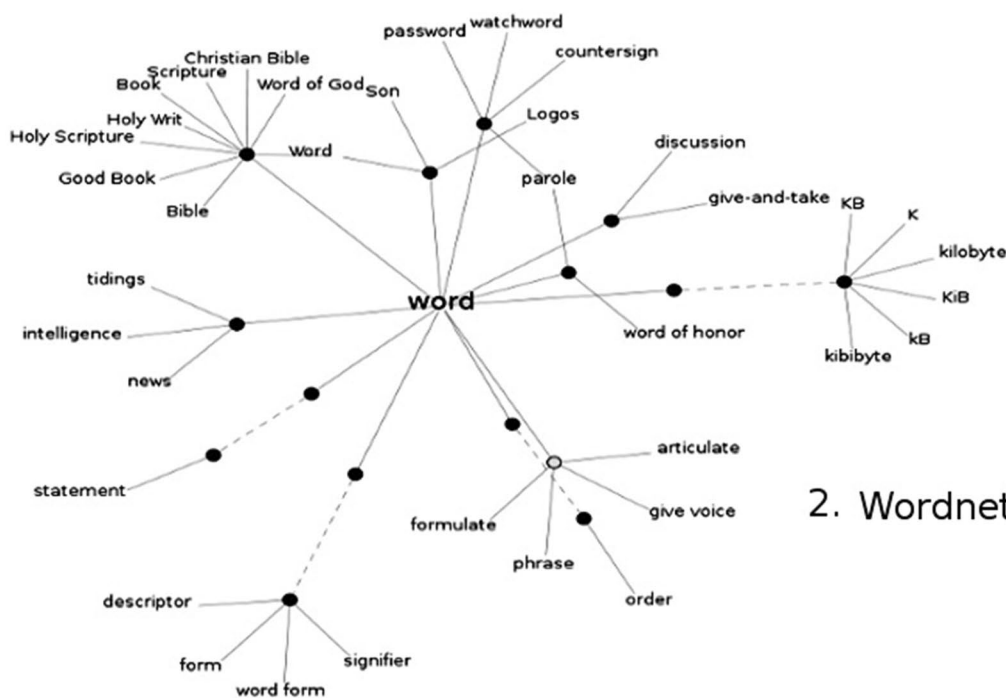 watchword
password
countersign
Christian Bible
Scripture
Book
Word of God
Son
Logos
Holy Writ
Holy Scripture
Word
discussion
Good Book
parole
give-and-take
KB
K
Bible
kilobyte
tidings
KiB
word
intelligence
word of honor
kB
kibibyte
news
articulate
statement
give voice
2. Wordnet
formulate
phrase
order
descriptor
form
signifier
word form